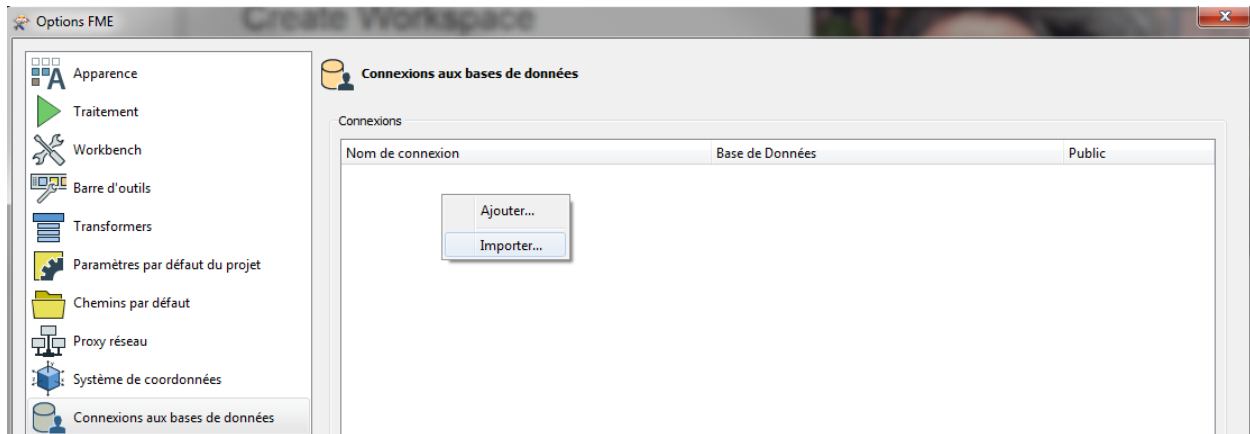 Options FME
Create Workspace
Apparence
Traitement
Workbench
Barre d'outils
Transformers
Paramètres par défaut du projet
Chemins par défaut
Proxy réseau
Système de coordonnées
Connexions aux bases de données
Connexions aux bases de données
Connexions
Nom de connexion Base de Données Public
Ajouter...
Importer...